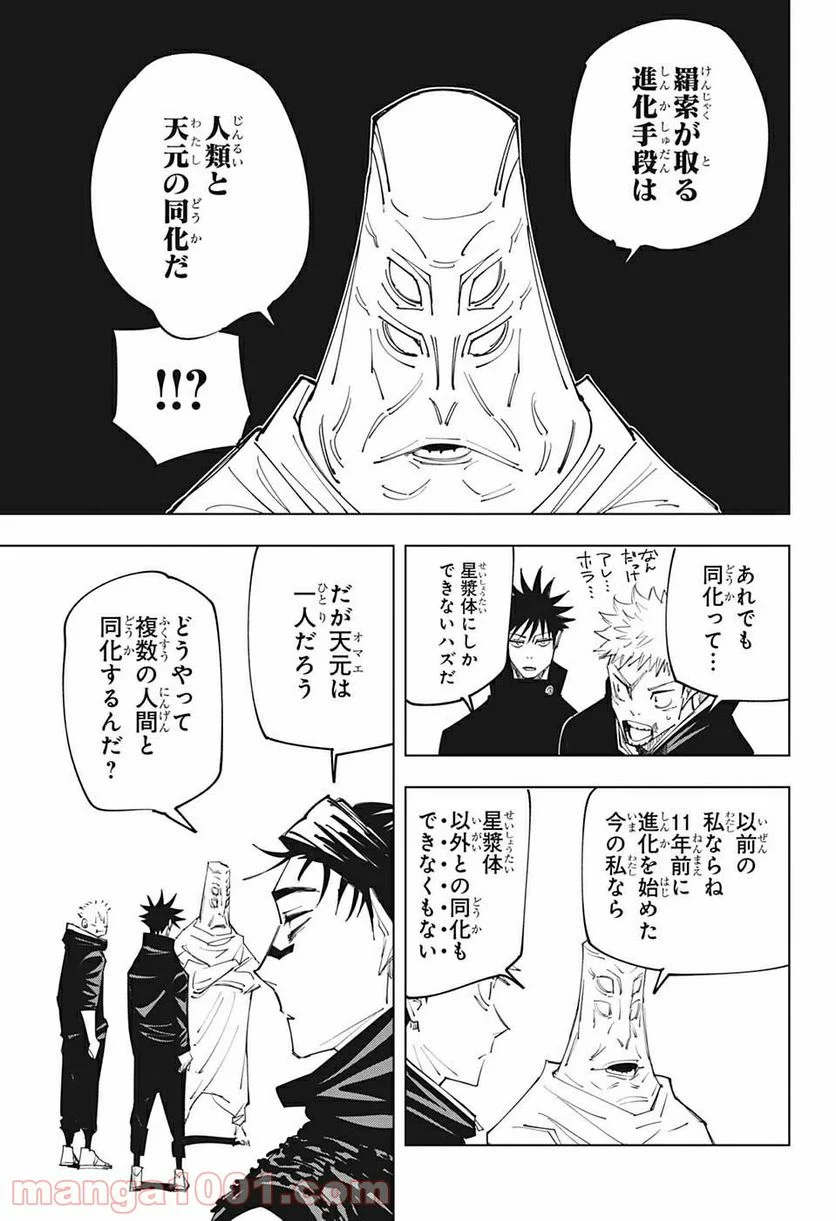 羂索が取る
進化手段は
人類と
天元の同化だ
!!?
あれでも
同化って…
なん
だっけ
アレ…
ホラ…
星漿体にしか
できないハズだ
以前の
私ならね
11年前に
進化を始めた
今の私なら
星漿体
以外との同化も
できなくもない
だが天元は
一人だろう
どうやって
複数の人間と
同化するんだ?
manga1001.com